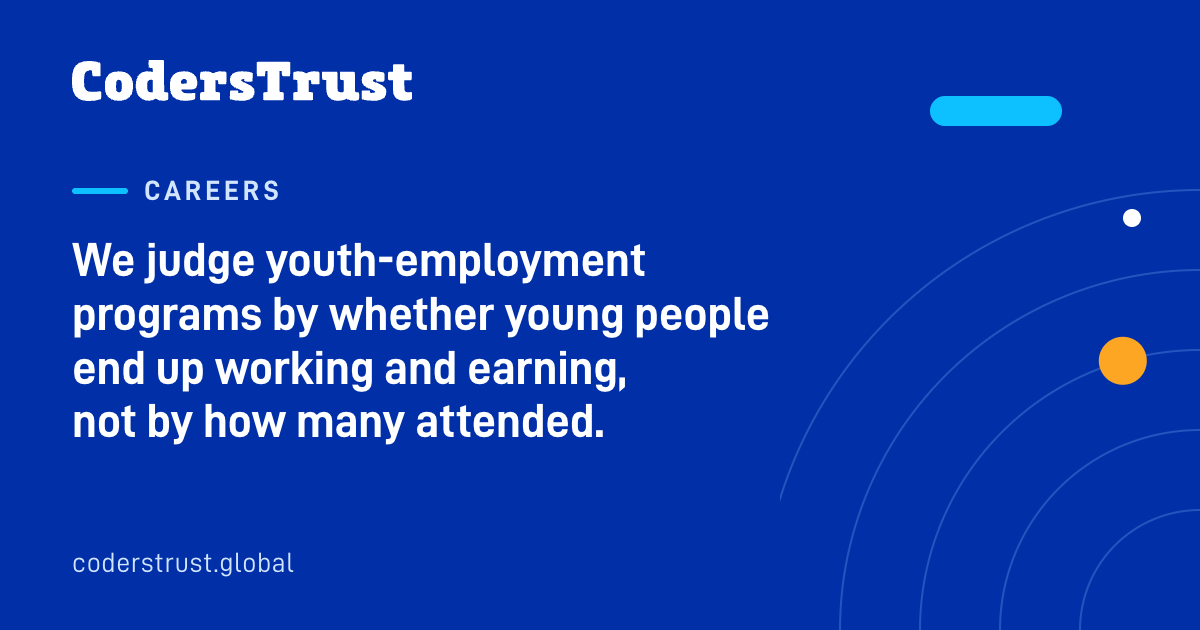 CodersTrust
CAREERS
We judge youth-employment
programs by whether young people
end up working and earning,
not by how many attended.
coderstrust.global